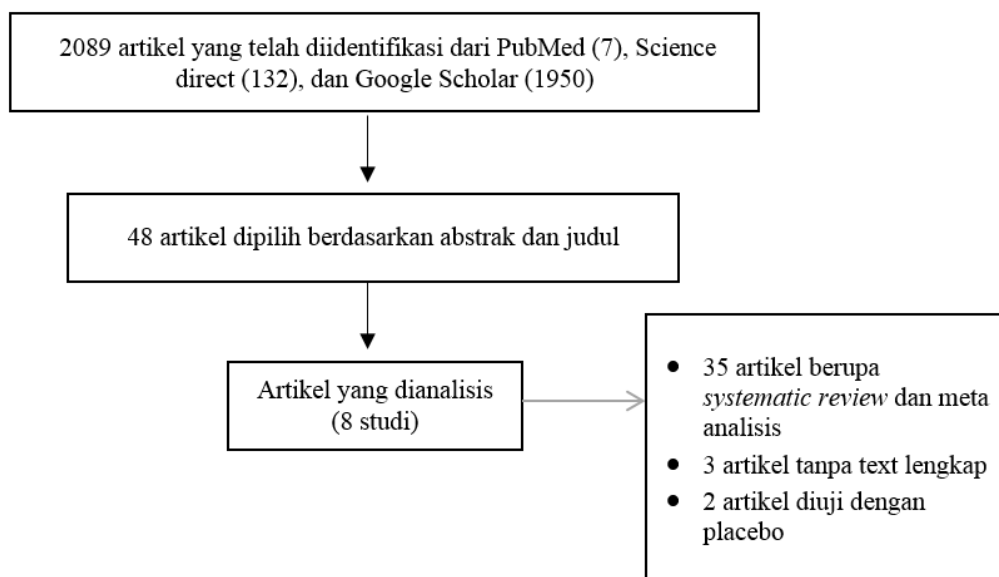 2089 artikel yang telah diidentifikasi dari PubMed (7), Science
direct (132), dan Google Scholar (1950)
48 artikel dipilih berdasarkan abstrak dan judul
Artikel yang dianalisis
(8 studi)
● 35 artikel berupa
systematic review dan meta
analisis
● 3 artikel tanpa text lengkap
● 2 artikel diuji dengan
placebo